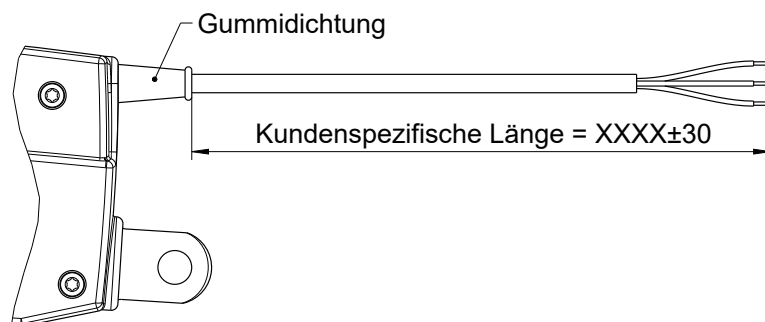 Gummidichtung
Kundenspezifische Länge = XXXX±30